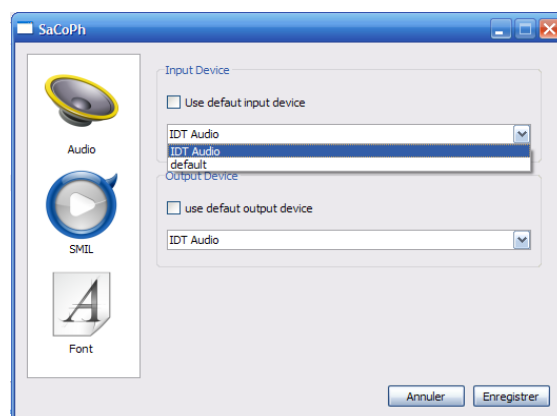 SaCoPh
Audio
SMIL
A
Font
Input Device
Use defaut input device
IDT Audio
IDT Audio
default
Output Device
use defaut output device
IDT Audio
Annuler
Enregistrer